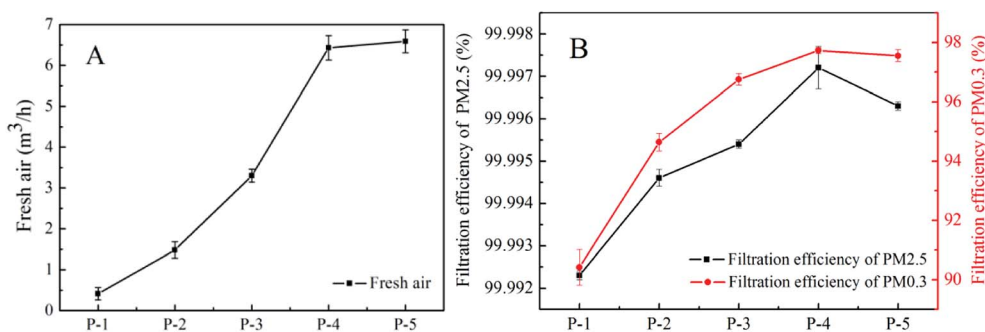 A
Fresh air (m³/h)
7
6
5
4
3
2
1
0
P-1 P-2 P-3 P-4 P-5
Fresh air
B
Filtration efficiency of PM2.5 (%)
99.998
99.997
99.996
99.995
99.994
99.993
99.992
P-1 P-2 P-3 P-4 P-5
Filtration efficiency of PM2.5
Filtration efficiency of PM0.3
98
96
94
92
90
Filtration efficiency of PM0.3 (%)